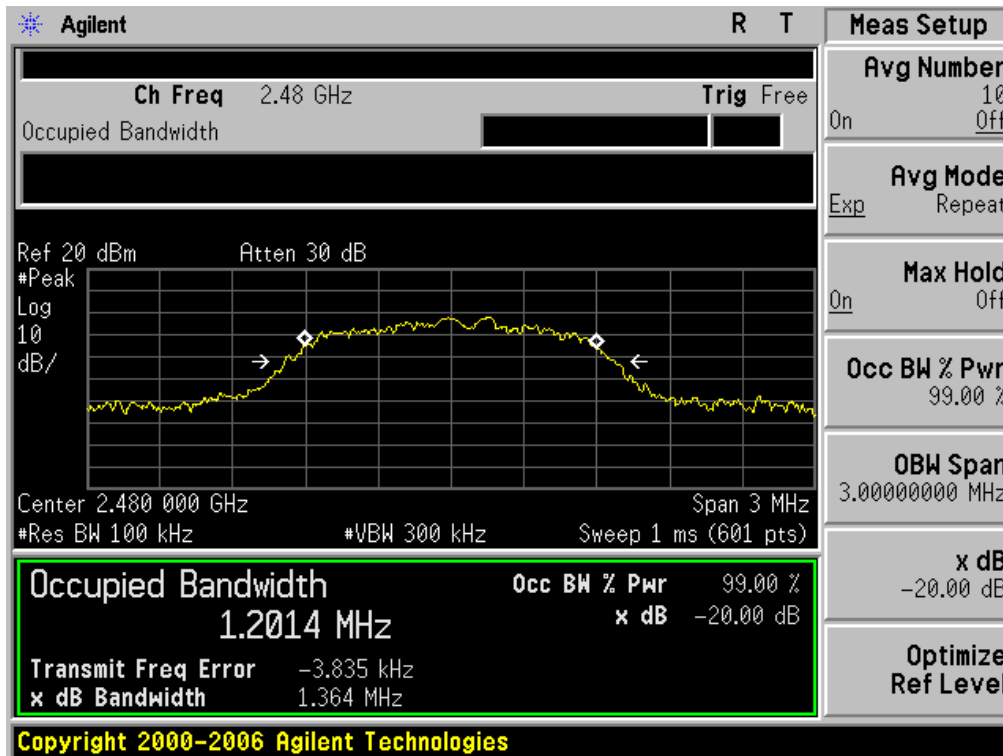 Agilent R T
Ch Freq 2.48 GHz Trig Free
Occupied Bandwidth
Ref 20 dBm Atten 30 dB
#Peak
Log
10
dB/
Center 2.480 000 GHz Span 3 MHz
#Res BW 100 kHz #VBW 300 kHz Sweep 1 ms (601 pts)
Occupied Bandwidth Occ BW % Pwr 99.00 %
1.2014 MHz x dB -20.00 dB
Transmit Freq Error -3.835 kHz
x dB Bandwidth 1.364 MHz
Copyright 2000-2006 Agilent Technologies
Meas Setup
Avg Number
10
On Off
Avg Mode
Exp Repeat
Max Hold
On Off
Occ BW % Pwr
99.00 %
OBW Span
3.00000000 MHz
x dB
-20.00 dB
Optimize
Ref Level